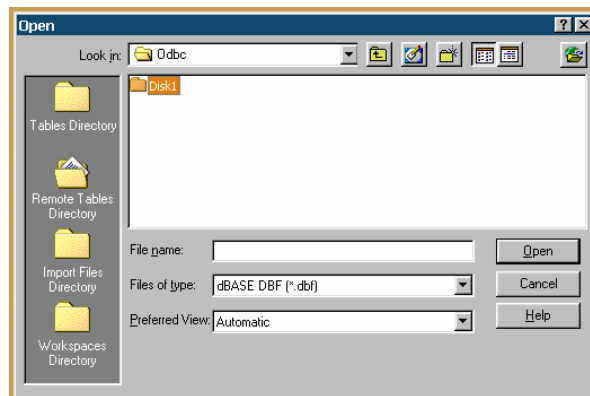 Open
Look in: Odbc
Disk1
Tables Directory
Remote Tables
Directory
Import Files
Directory
Workspaces
Directory
File name:
Open
Files of type: dBASE DBF (*.dbf)
Cancel
Preferred View: Automatic
Help